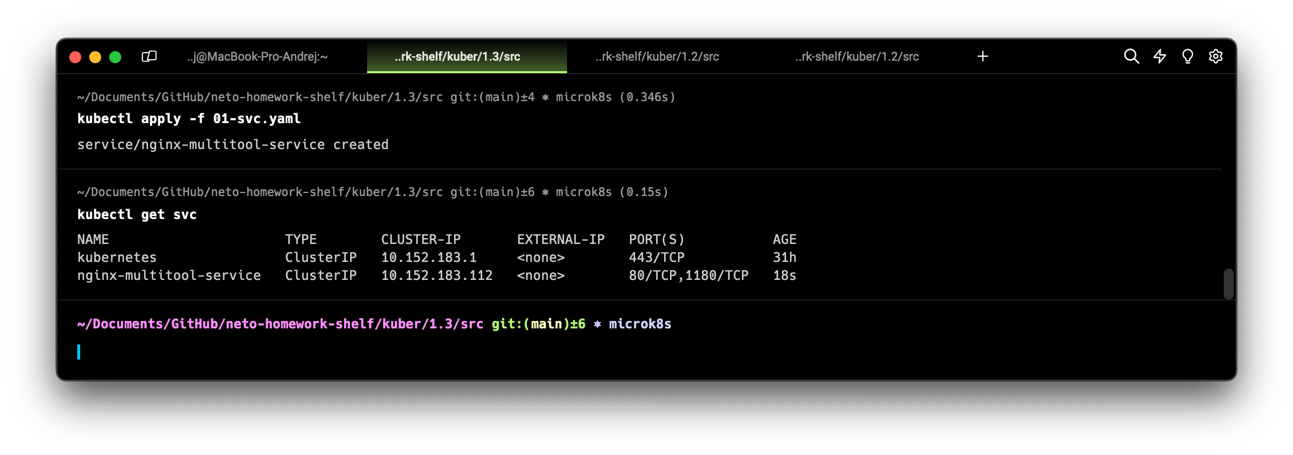 ..j@MacBook-Pro-Andrej:~ ..rk-shelf/kuber/1.3/src ..rk-shelf/kuber/1.2/src ..rk-shelf/kuber/1.2/src +
~/Documents/GitHub/neto-homework-shelf/kuber/1.3/src git:(main)±4 ⎈ microk8s (0.346s)
kubectl apply -f 01-svc.yaml
service/nginx-multitool-service created
~/Documents/GitHub/neto-homework-shelf/kuber/1.3/src git:(main)±6 ⎈ microk8s (0.15s)
kubectl get svc
NAME TYPE CLUSTER-IP EXTERNAL-IP PORT(S) AGE
kubernetes ClusterIP 10.152.183.1 <none> 443/TCP 31h
nginx-multitool-service ClusterIP 10.152.183.112 <none> 80/TCP,1180/TCP 18s
~/Documents/GitHub/neto-homework-shelf/kuber/1.3/src git:(main)±6 ⎈ microk8s